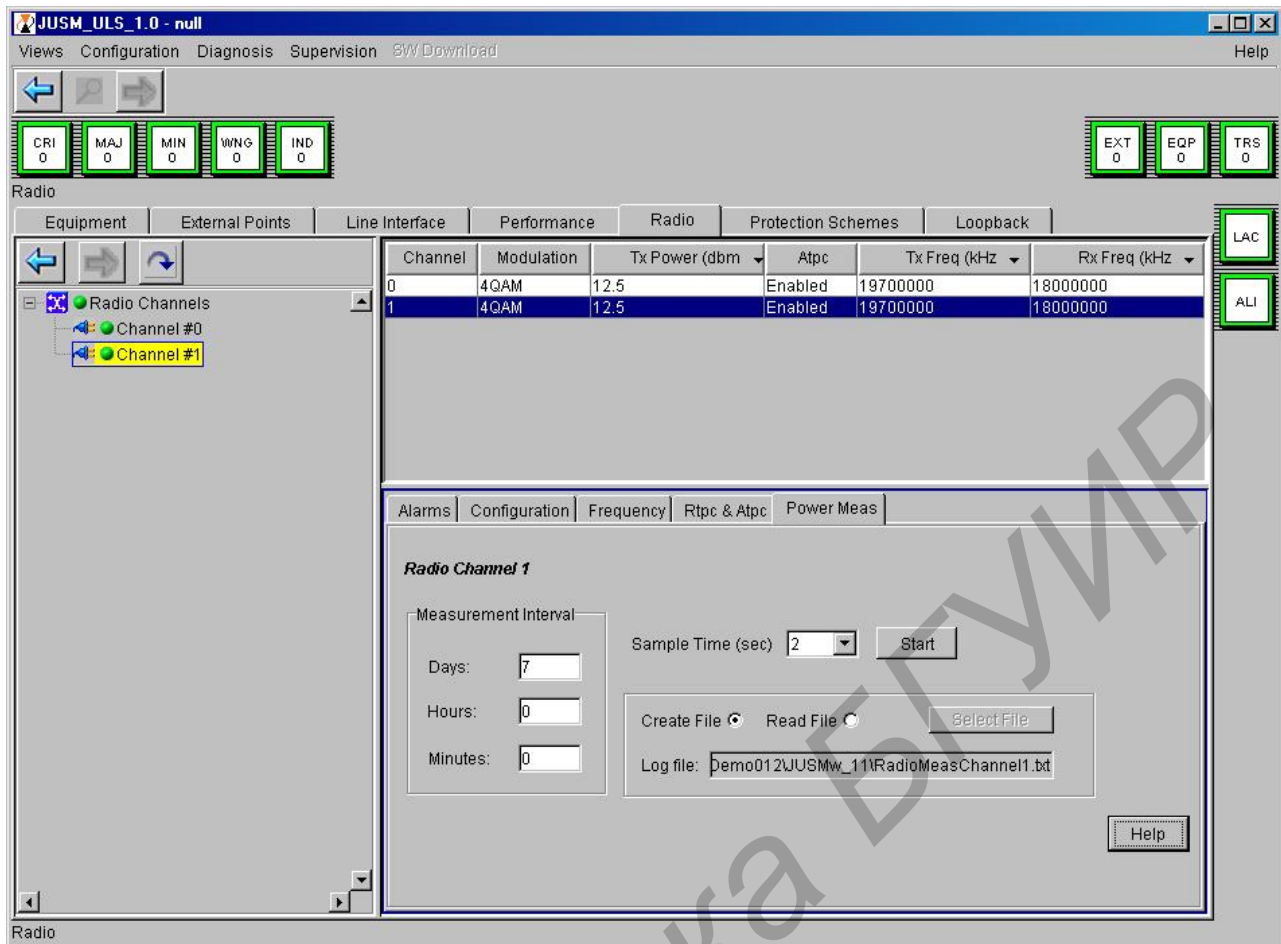 JUSM_ULS_1.0 - null
Views Configuration Diagnosis Supervision SW Download Help
CRI 0 MAJ 0 MIN 0 WNG 0 IND 0 EXT 0 EQP 0 TRS 0
Radio
Equipment External Points Line Interface Performance Radio Protection Schemes Loopback
LAC
ALI
Radio Channels
Channel #0
Channel #1
Channel Modulation Tx Power (dbm Atpc Tx Freq (kHz Rx Freq (kHz
0 4QAM 12.5 Enabled 19700000 18000000
1 4QAM 12.5 Enabled 19700000 18000000
Alarms Configuration Frequency Rtpc & Atpc Power Meas
Radio Channel 1
Measurement Interval
Days: 7
Hours: 0
Minutes: 0
Sample Time (sec) 2 Start
Create File Read File Select File
Log file: Demo012\JUSMw_11\RadioMeasChannel1.txt
Help
Radio
ка БГУИР